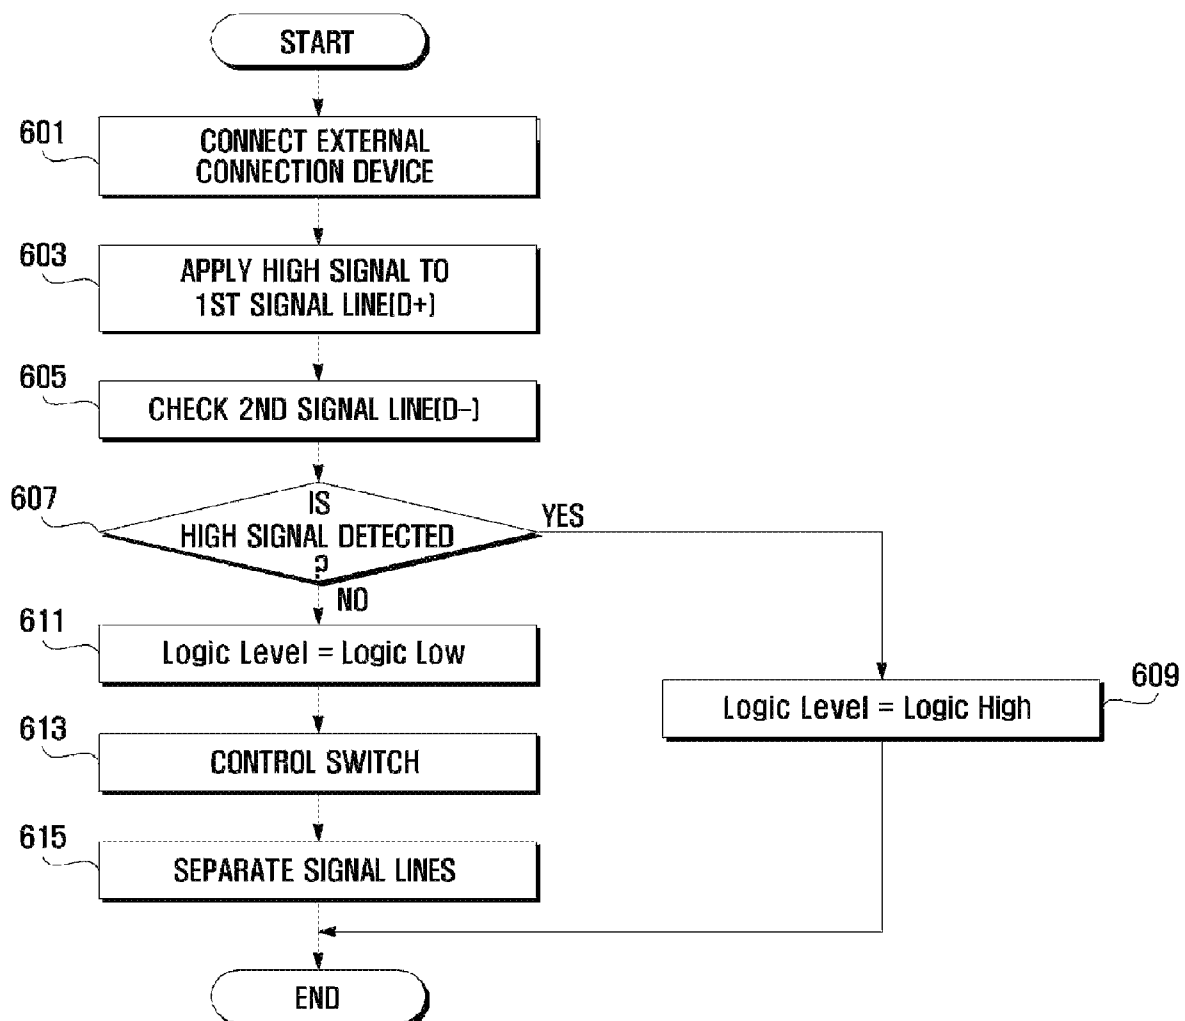 START
601
CONNECT EXTERNAL
CONNECTION DEVICE
603
APPLY HIGH SIGNAL TO
1ST SIGNAL LINE(D+)
605
CHECK 2ND SIGNAL LINE(D−)
607
IS
HIGH SIGNAL DETECTED
?
YES
NO
611
Logic Level = Logic Low
609
Logic Level = Logic High
613
CONTROL SWITCH
615
SEPARATE SIGNAL LINES
END